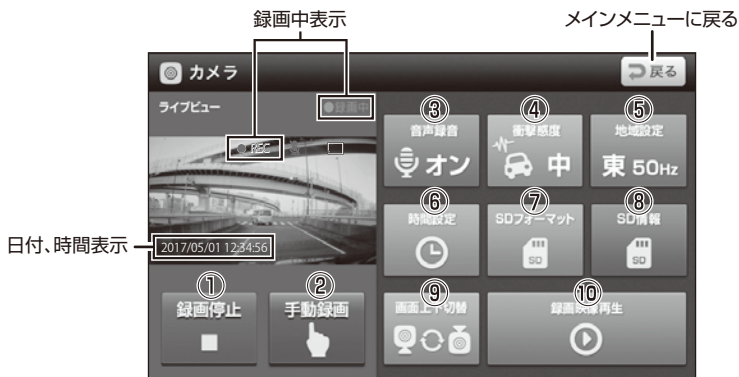 録画中表示
メインメニューに戻る
カメラ
戻る
ライブビュー
●録画中
● REC
日付、時間表示
2017/05/01 12:34:56
①
録画停止
②
手動録画
③
音声録音
オン
④
衝撃感度
中
⑤
地域設定
東 50Hz
⑥
時間設定
⑦
SDフォーマット
SD
⑧
SD情報
SD
⑨
画面上下切替
⑩
録画映像再生